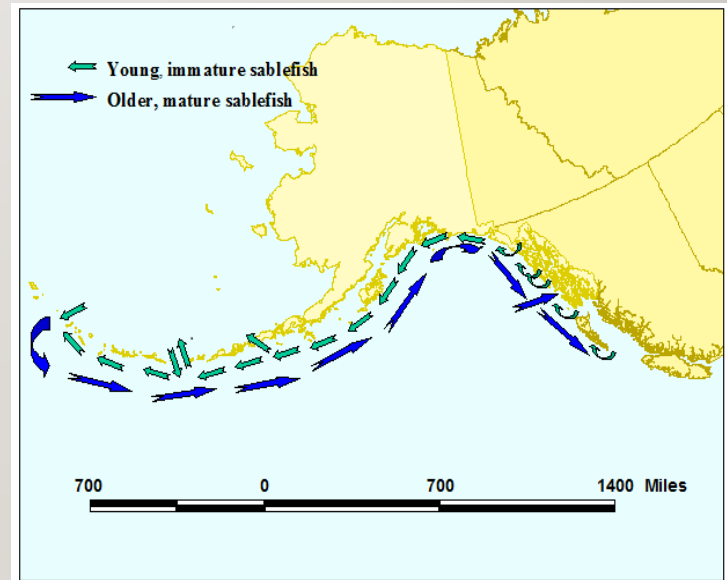 Young, immature sablefish
Older, mature sablefish
700 0 700 1400 Miles